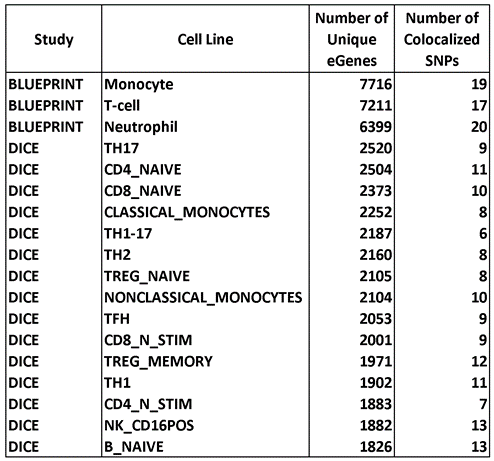 Study Cell Line Number of Unique eGenes Number of Colocalized SNPs
BLUEPRINT Monocyte 7716 19
BLUEPRINT T-cell 7211 17
BLUEPRINT Neutrophil 6399 20
DICE TH17 2520 9
DICE CD4_NAIVE 2504 11
DICE CD8_NAIVE 2373 10
DICE CLASSICAL_MONOCYTES 2252 8
DICE TH1-17 2187 6
DICE TH2 2160 8
DICE TREG_NAIVE 2105 8
DICE NONCLASSICAL_MONOCYTES 2104 10
DICE TFH 2053 9
DICE CD8_N_STIM 2001 9
DICE TREG_MEMORY 1971 12
DICE TH1 1902 11
DICE CD4_N_STIM 1883 7
DICE NK_CD16POS 1882 13
DICE B_NAIVE 1826 13